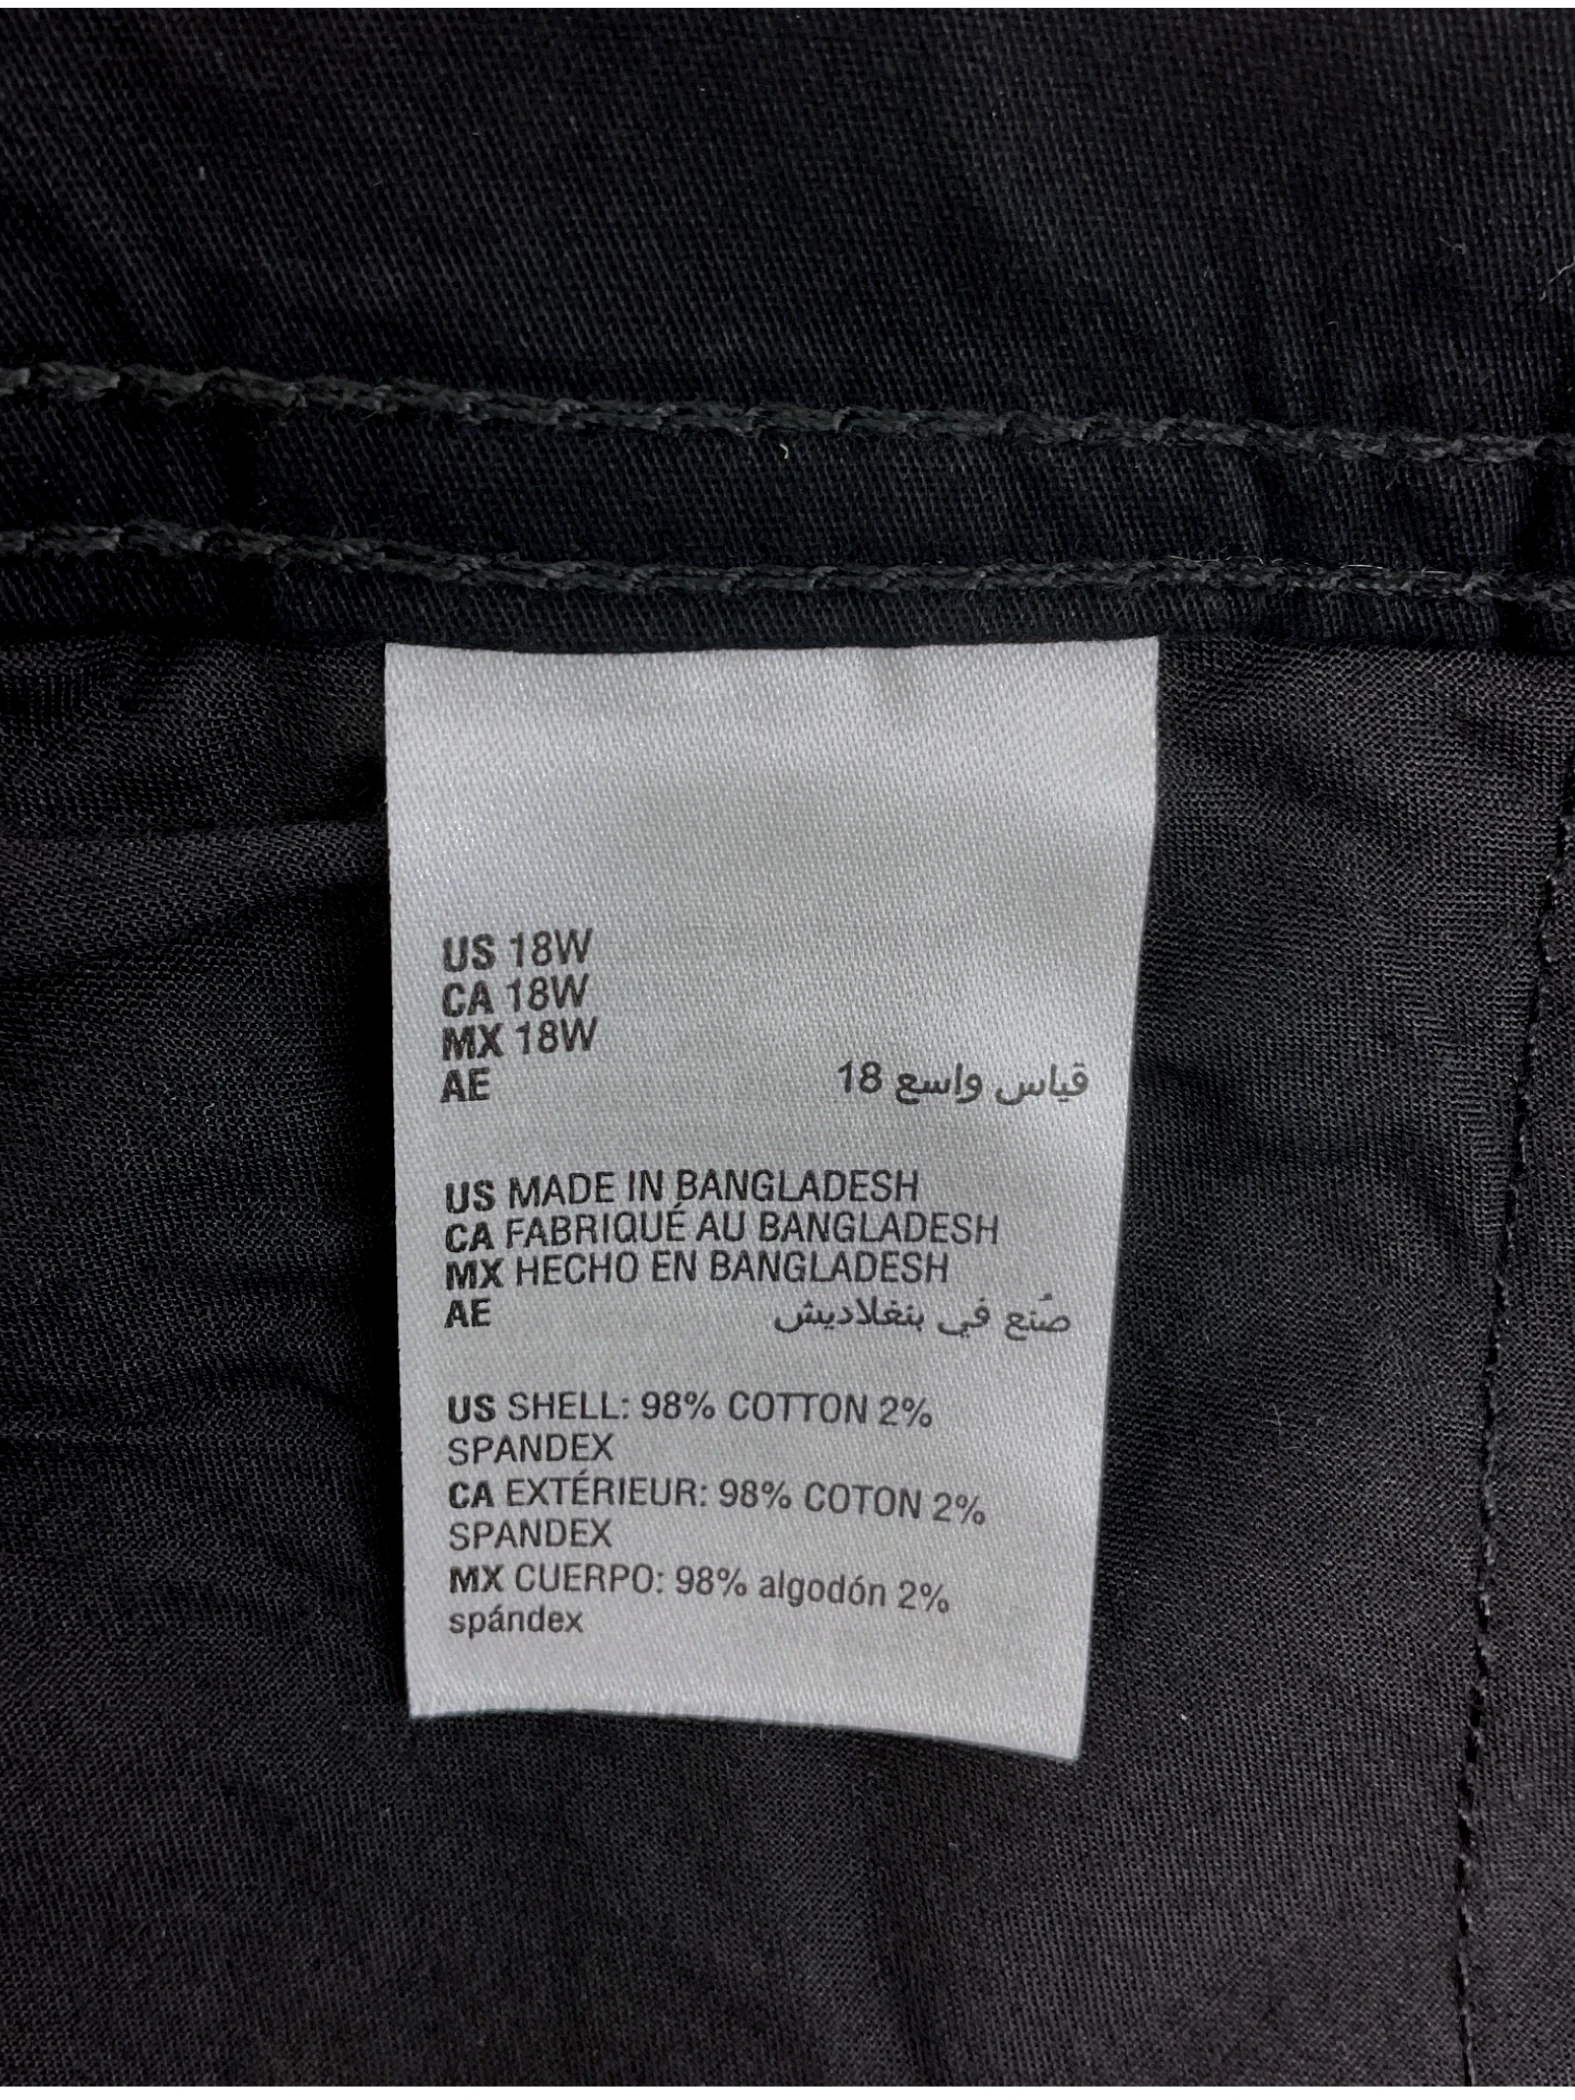 US 18W
CA 18W
MX 18W
AE قياس واسع 18
US MADE IN BANGLADESH
CA FABRIQUÉ AU BANGLADESH
MX HECHO EN BANGLADESH
AE صُنع في بنغلاديش
US SHELL: 98% COTTON 2%
SPANDEX
CA EXTÉRIEUR: 98% COTON 2%
SPANDEX
MX CUERPO: 98% algodón 2%
spándex